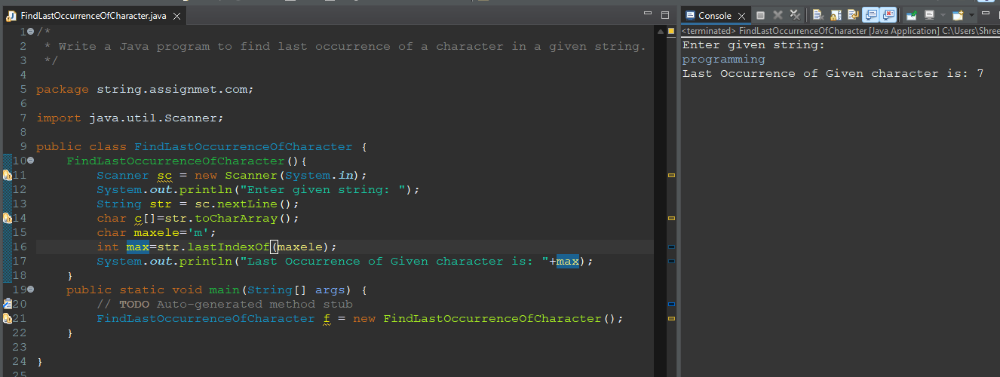 FindLastOccurrenceOfCharacter.java
1 /*
2 * Write a Java program to find last occurrence of a character in a given string.
3 */
4
5 package string.assignmet.com;
6
7 import java.util.Scanner;
8
9 public class FindLastOccurrenceOfCharacter {
10 FindLastOccurrenceOfCharacter(){
11 Scanner sc = new Scanner(System.in);
12 System.out.println("Enter given string: ");
13 String str = sc.nextLine();
14 char c[]=str.toCharArray();
15 char maxele='m';
16 int max=str.lastIndexOf(maxele);
17 System.out.println("Last Occurrence of Given character is: "+max);
18 }
19 public static void main(String[] args) {
20 // TODO Auto-generated method stub
21 FindLastOccurrenceOfCharacter f = new FindLastOccurrenceOfCharacter();
22 }
23
24 }
25
Console
<terminated> FindLastOccurrenceOfCharacter [Java Application] C:\Users\Shree
Enter given string:
programming
Last Occurrence of Given character is: 7